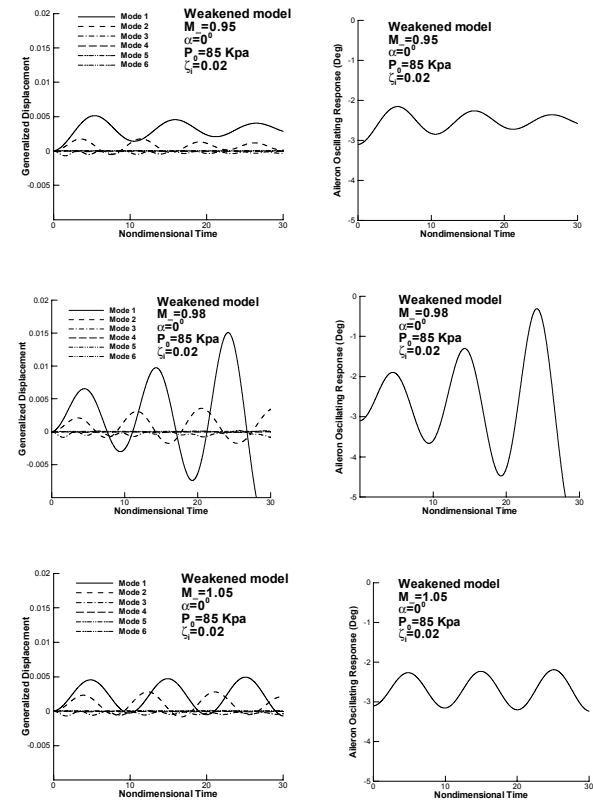 0.02
0.015
0.01
0.005
0
-0.005
Generalized Displacement
Mode 1
Mode 2
Mode 3
Mode 4
Mode 5
Mode 6
Weakened model
M_=0.95
α=0⁰
P₀=85 Kpa
ζᵢ=0.02
0 10 20 30
Nondimensional Time
0
-1
-2
-3
-4
-5
Aileron Oscillating Response (Deg)
Weakened model
M_=0.95
α=0⁰
P₀=85 Kpa
ζᵢ=0.02
0 10 20 30
Nondimensional Time
0.02
0.015
0.01
0.005
0
-0.005
Generalized Displacement
Mode 1
Mode 2
Mode 3
Mode 4
Mode 5
Mode 6
Weakened model
M_=0.98
α=0⁰
P₀=85 Kpa
ζᵢ=0.02
0 10 20 30
Nondimensional Time
0
-1
-2
-3
-4
-5
Aileron Oscillating Response (Deg)
Weakened model
M_=0.98
α=0⁰
P₀=85 Kpa
ζᵢ=0.02
10 20 30
Nondimensional Time
0.02
0.015
0.01
0.005
0
-0.005
Generalized Displacement
Mode 1
Mode 2
Mode 3
Mode 4
Mode 5
Mode 6
Weakened model
M_=1.05
α=0⁰
P₀=85 Kpa
ζᵢ=0.02
0 10 20 30
Nondimensional Time
0
-1
-2
-3
-4
-5
Aileron Oscillating Response (Deg)
Weakened model
M_=1.05
α=0⁰
P₀=85 Kpa
ζᵢ=0.02
0 10 20 30
Nondimensional Time